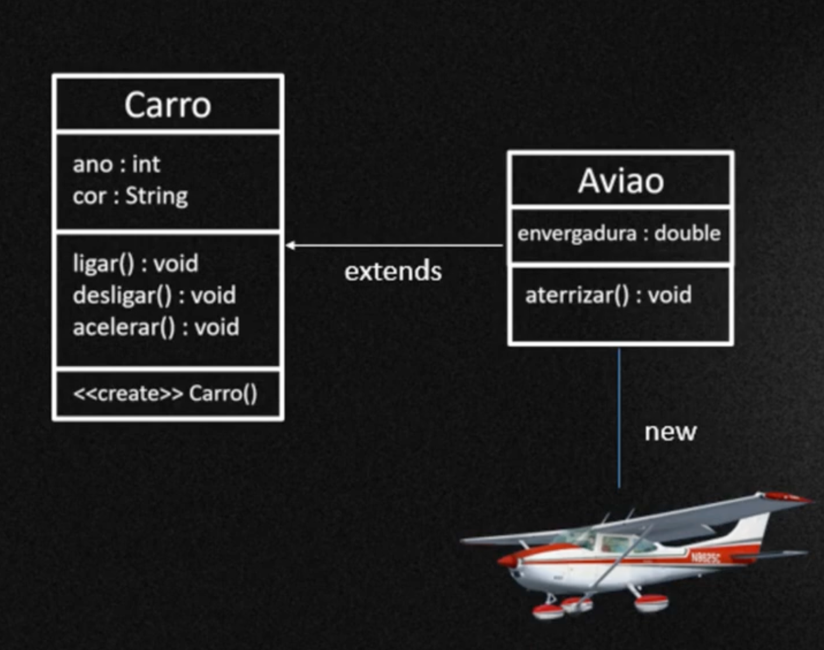 Carro
ano : int
cor : String
ligar() : void
desligar() : void
acelerar() : void
<<create>> Carro()
extends
Aviao
envergadura : double
aterrizar() : void
new
N8625C